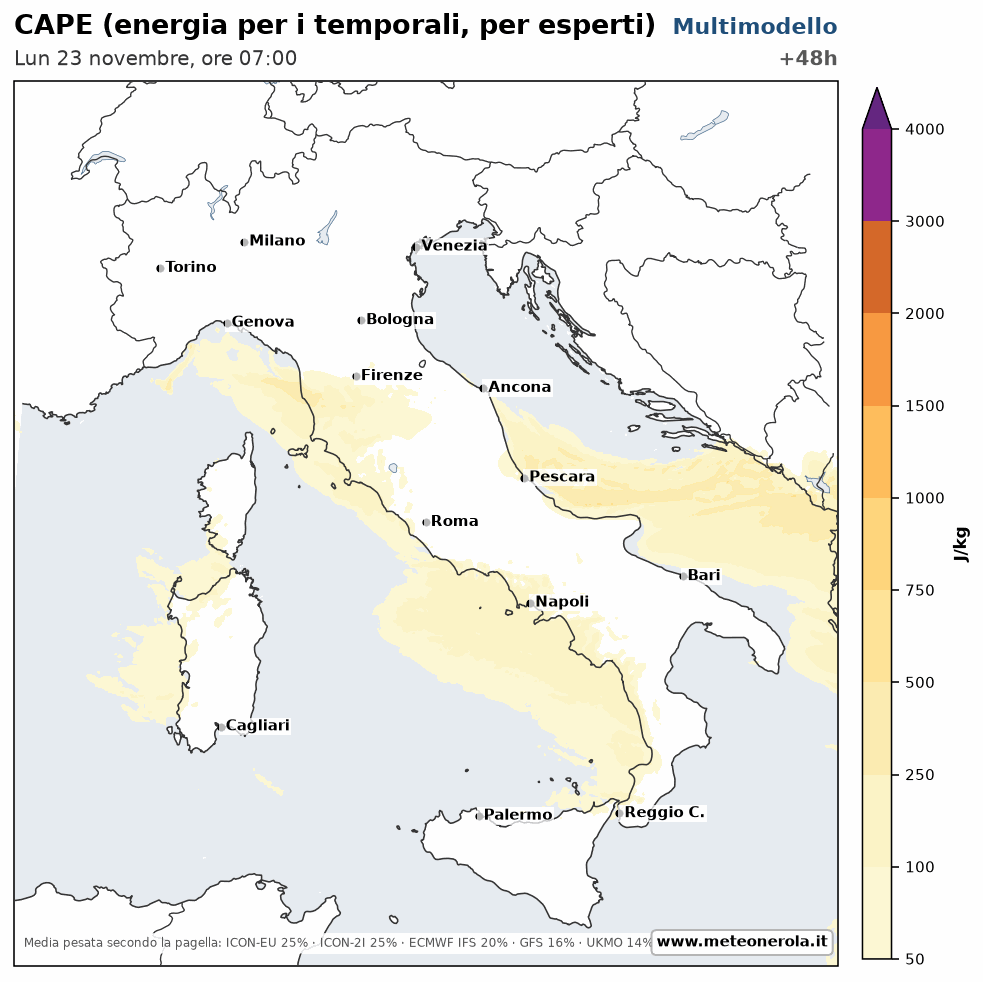 CAPE (energia per i temporali, per esperti) Multimodello
Lun 23 novembre, ore 07:00 +48h
4000
3000
2000
1500
1000
750
500
250
100
50
J/kg
Milano
Venezia
Torino
Genova
Bologna
Firenze
Ancona
Pescara
Roma
Bari
Napoli
Cagliari
Palermo
Reggio C.
Media pesata secondo la pagella: ICON-EU 25% · ICON-2I 25% · ECMWF IFS 20% · GFS 16% · UKMO 14%
www.meteonerola.it